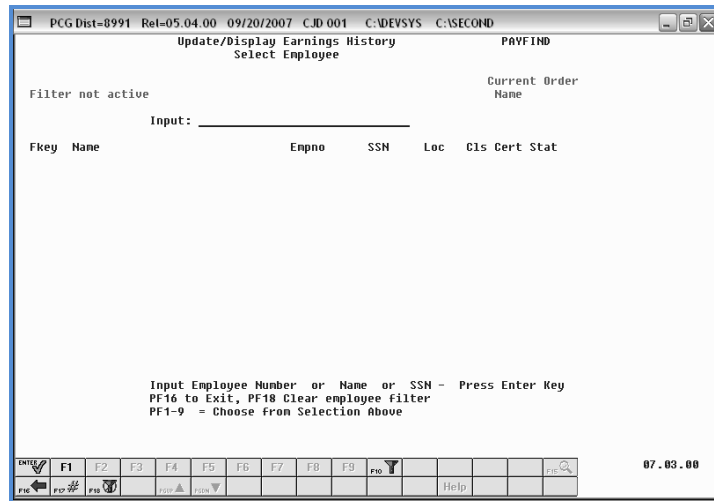 PCG Dist=8991 Rel=05.04.00 09/20/2007 CJD 001 C:\DEVSYS C:\SECOND
Update/Display Earnings History PAYFIND
Select Employee
Current Order
Filter not active Name
Input:
Fkey Name Empno SSN Loc Cls Cert Stat
Input Employee Number or Name or SSN - Press Enter Key
PF16 to Exit, PF18 Clear employee filter
PF1-9 = Choose from Selection Above
ENTER F1 F2 F3 F4 F5 F6 F7 F8 F9 F10 F15 07.03.00
F16 F17 F18 PGUP PGDN Help